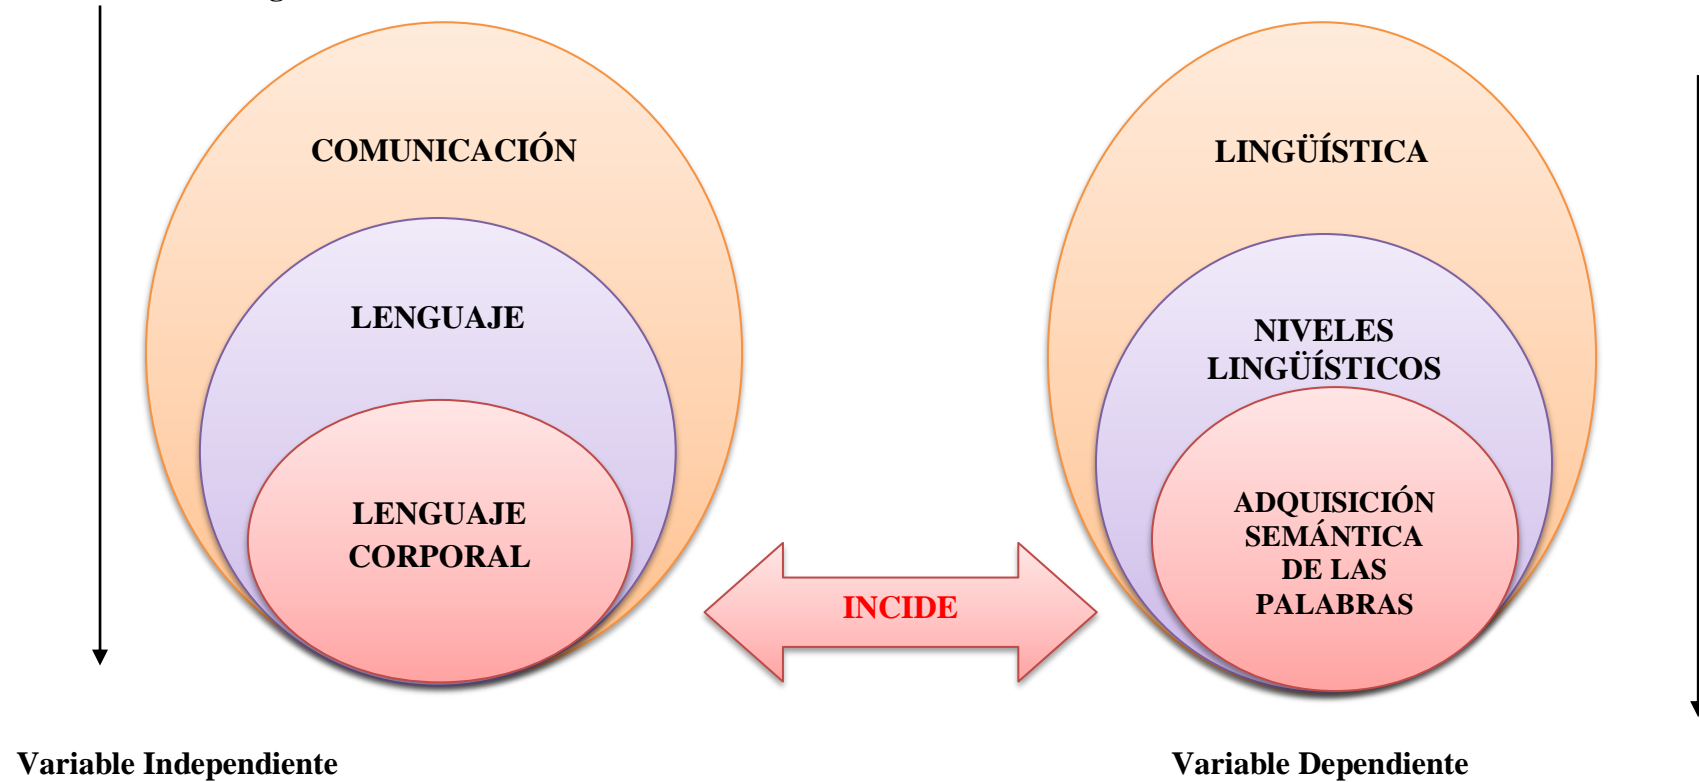 COMUNICACIÓN
LENGUAJE
LENGUAJE
CORPORAL
INCIDE
LINGÜÍSTICA
NIVELES
LINGÜÍSTICOS
ADQUISICIÓN
SEMÁNTICA
DE LAS
PALABRAS
Variable Independiente
Variable Dependiente